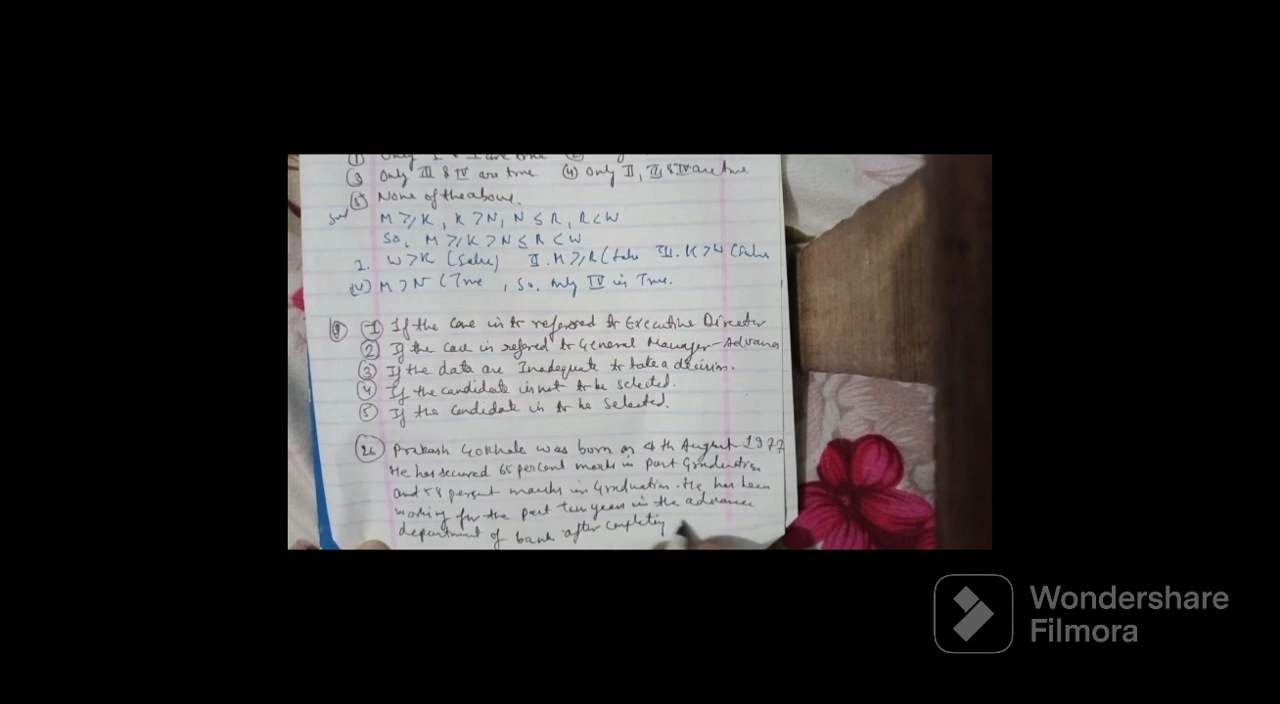 ③ Only III & IV are true ④ Only II, III & IV are true
⑤ None of the above.
M ≥ K, K > N, N ≤ R, R < W
So, M ≥ K > N ≤ R < W
I. W > K (False) II. M ≥ R (False III. K > W (False
(IV) M > N (True , So, only IV is True.
① If the case is to referred to Executive Director
② If the case is refered to General Manager-Advances
③ If the data are Inadequate to take a decision.
④ If the candidate is not to be selected.
⑤ If the candidate is to be selected.
Prakash Gokhale was born on 4th August 1977
He has secured 65 percent marks in Post Graduation
and 58 percent marks in Graduation. He has been
working for the past ten years in the advance
department of bank after completing
Wondershare
Filmora